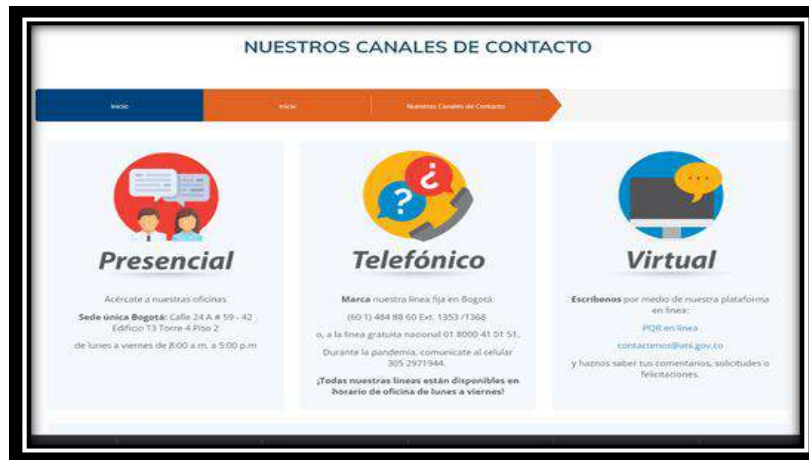 NUESTROS CANALES DE CONTACTO
Inicio
Inicio
Nuestros Canales de Contacto
Presencial
Acércate a nuestras oficinas
Sede única Bogotá: Calle 24 A # 59 - 42
Edificio T3 Torre 4 Piso 2
de lunes a viernes de 8:00 a.m. a 5:00 p.m
Telefónico
Marca nuestra línea fija en Bogotá:
(60 1) 484 88 60 Ext. 1353 /1368
o, a la línea gratuita nacional 01 8000 41 01 51.
Durante la pandemia, comunícate al celular
305 2971944.
¡Todas nuestras líneas están disponibles en
horario de oficina de lunes a viernes!
Virtual
Escríbenos por medio de nuestra plataforma
en línea:
PQR en línea
contactenos@ani.gov.co
y haznos saber tus comentarios, solicitudes o
felicitaciones.